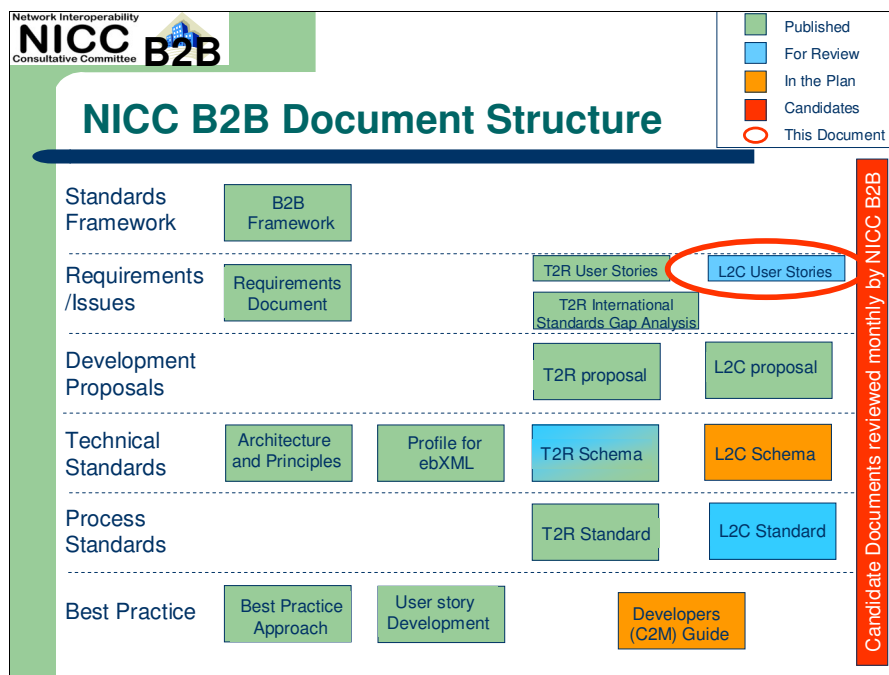 Network Interoperability
NICC
Consultative Committee
B2B
Published
For Review
In the Plan
Candidates
This Document
NICC B2B Document Structure
Standards
Framework
B2B
Framework
Requirements
/Issues
Requirements
Document
T2R User Stories
L2C User Stories
T2R International
Standards Gap Analysis
Development
Proposals
T2R proposal
L2C proposal
Technical
Standards
Architecture
and Principles
Profile for
ebXML
T2R Schema
L2C Schema
Process
Standards
T2R Standard
L2C Standard
Best Practice
Best Practice
Approach
User story
Development
Developers
(C2M) Guide
Candidate Documents reviewed monthly by NICC B2B